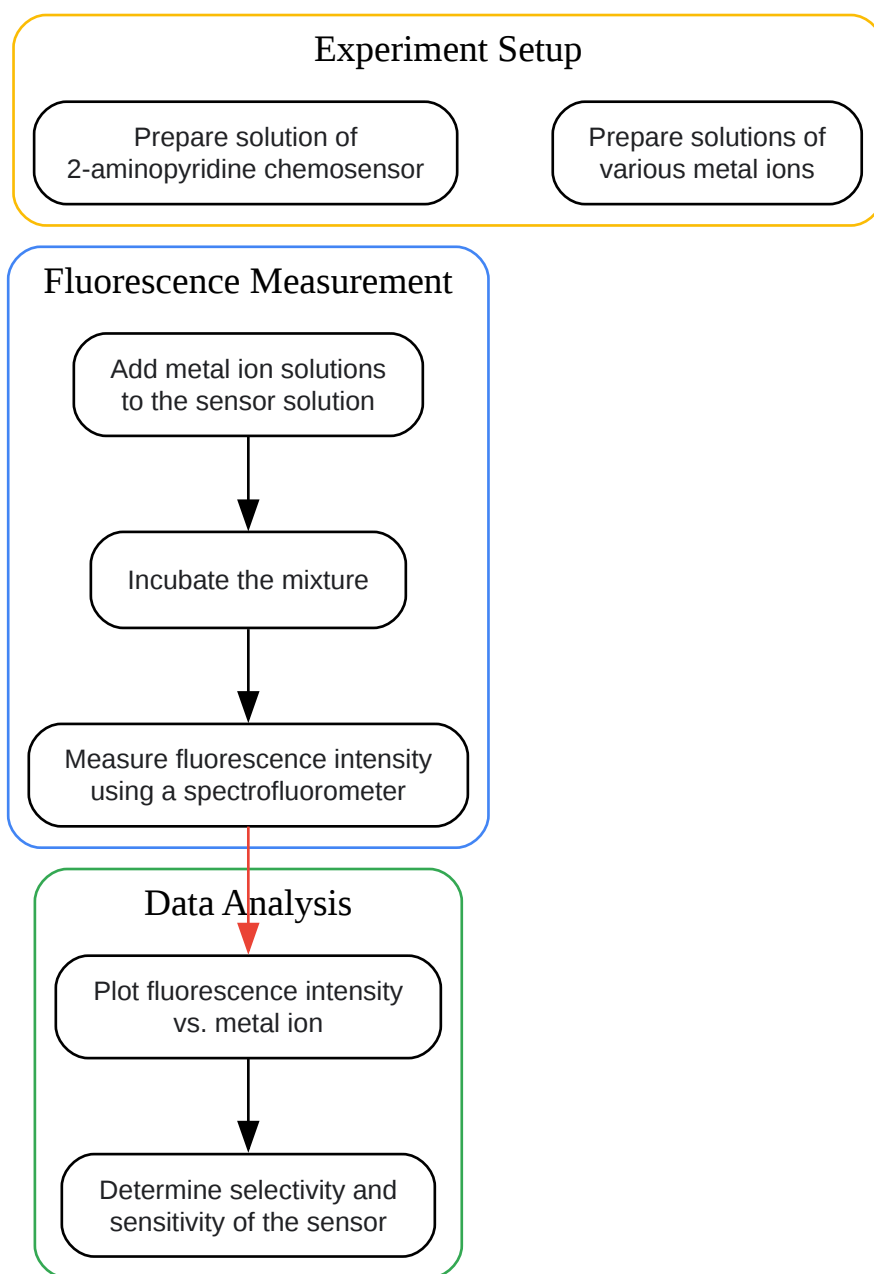 Experiment Setup
Prepare solution of
2-aminopyridine chemosensor
Prepare solutions of
various metal ions
Fluorescence Measurement
Add metal ion solutions
to the sensor solution
Incubate the mixture
Measure fluorescence intensity
using a spectrofluorometer
Data Analysis
Plot fluorescence intensity
vs. metal ion
Determine selectivity and
sensitivity of the sensor